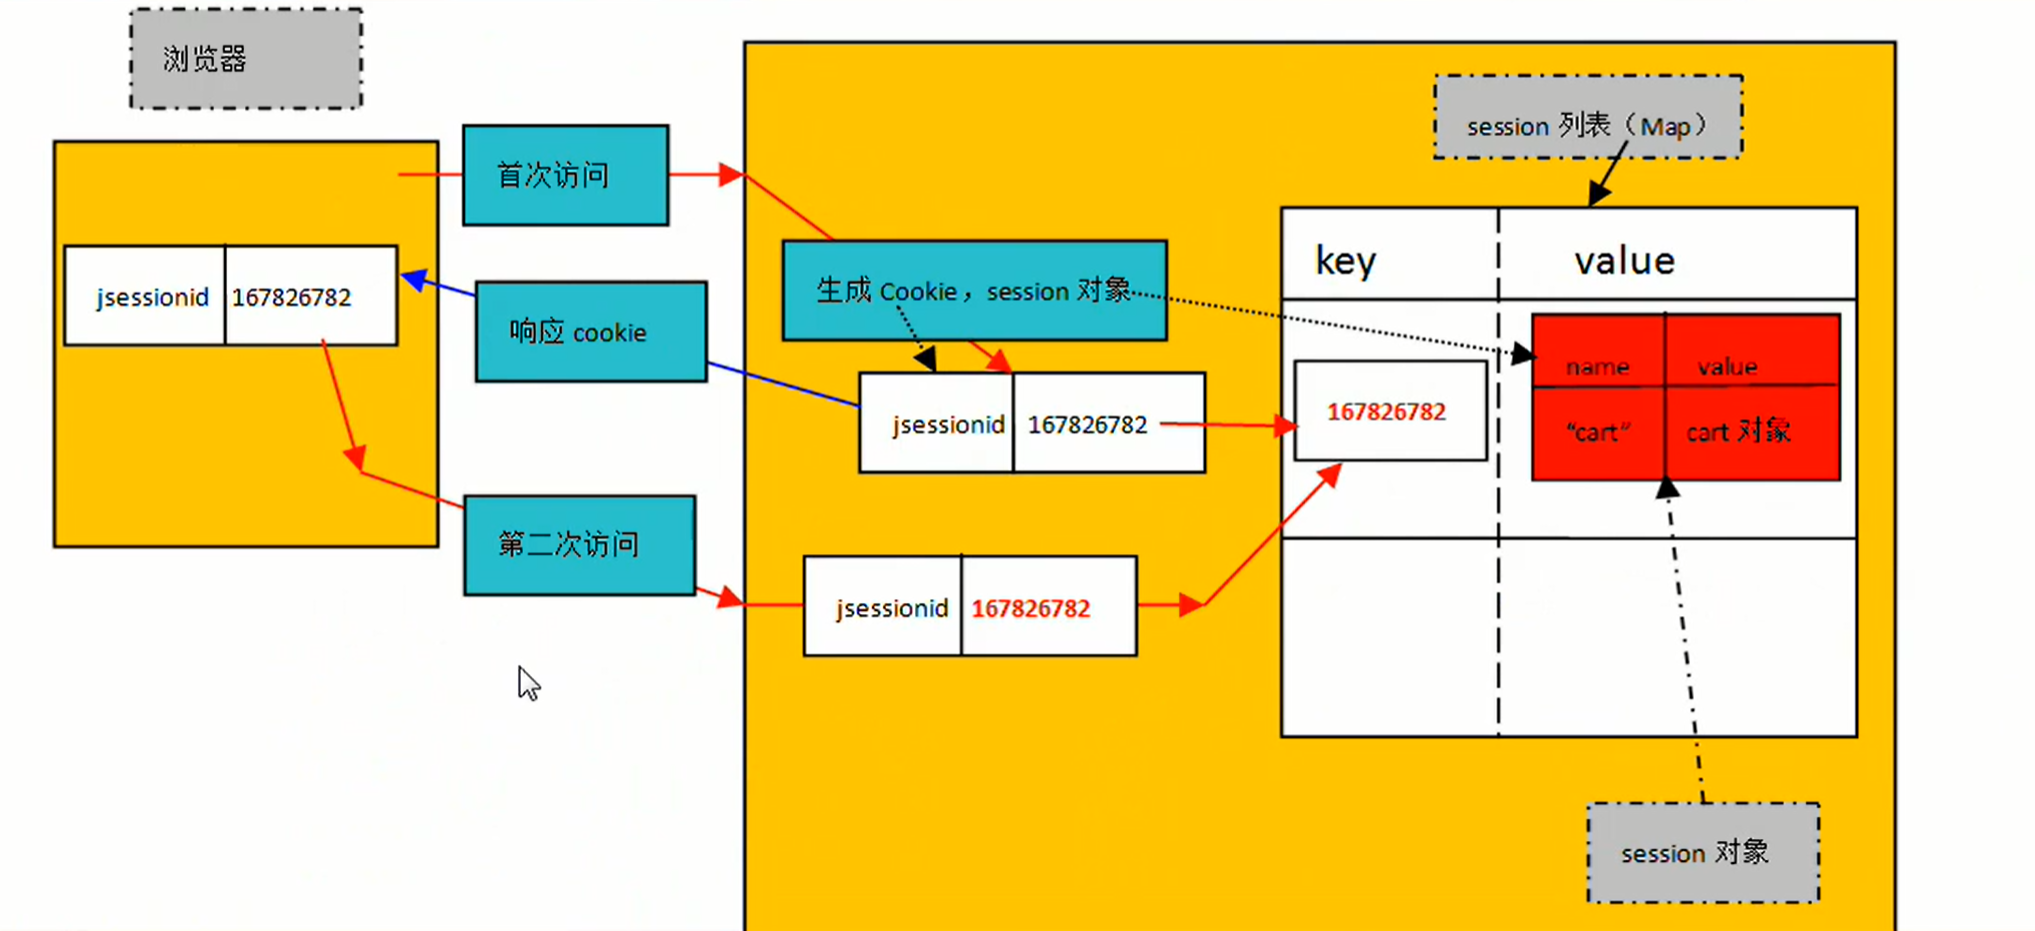 浏览器
首次访问
jsessionid 167826782
响应 cookie
第二次访问
生成 Cookie，session 对象
jsessionid 167826782
jsessionid 167826782
session 列表（Map）
key value
167826782
name value
“cart” cart 对象
session 对象